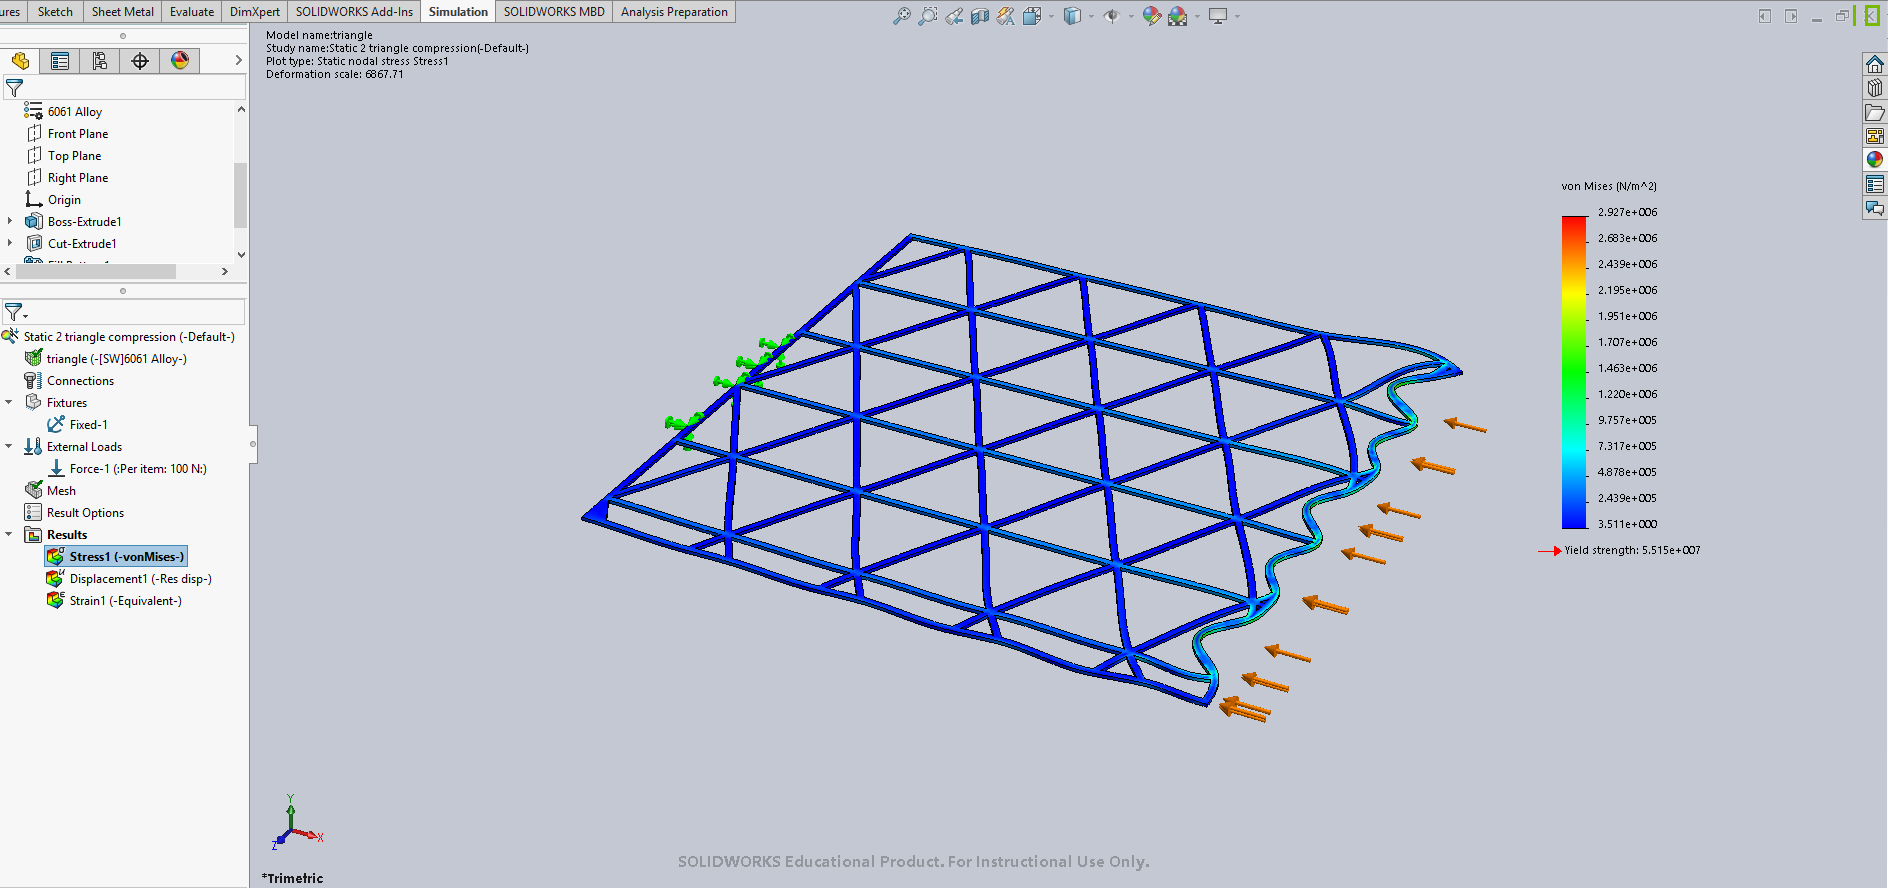 ures Sketch Sheet Metal Evaluate DimXpert SOLIDWORKS Add-Ins Simulation SOLIDWORKS MBD Analysis Preparation
Model name:triangle
Study name:Static 2 triangle compression(-Default-)
Plot type: Static nodal stress Stress1
Deformation scale: 6867.71
6061 Alloy
Front Plane
Top Plane
Right Plane
Origin
Boss-Extrude1
Cut-Extrude1
Static 2 triangle compression (-Default-)
triangle (-[SW]6061 Alloy-)
Connections
Fixtures
Fixed-1
External Loads
Force-1 (:Per item: 100 N:)
Mesh
Result Options
Results
Stress1 (-vonMises-)
Displacement1 (-Res disp-)
Strain1 (-Equivalent-)
von Mises (N/m^2)
2.927e+006
2.683e+006
2.439e+006
2.195e+006
1.951e+006
1.707e+006
1.463e+006
1.220e+006
9.757e+005
7.317e+005
4.878e+005
2.439e+005
3.511e+000
Yield strength: 5.515e+007
Y
X
Z
SOLIDWORKS Educational Product. For Instructional Use Only.
*Trimetric